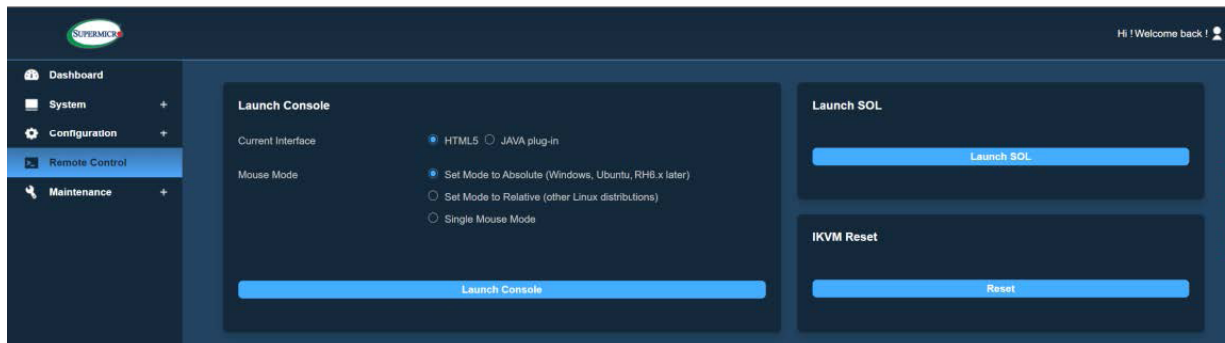 SUPERMICR
Hi ! Welcome back !
Dashboard
System +
Configuration +
Remote Control
Maintenance +
Launch Console
Current Interface HTML5 JAVA plug-in
Mouse Mode Set Mode to Absolute (Windows, Ubuntu, RH6.x later)
Set Mode to Relative (other Linux distributions)
Single Mouse Mode
Launch Console
Launch SOL
Launch SOL
IKVM Reset
Reset